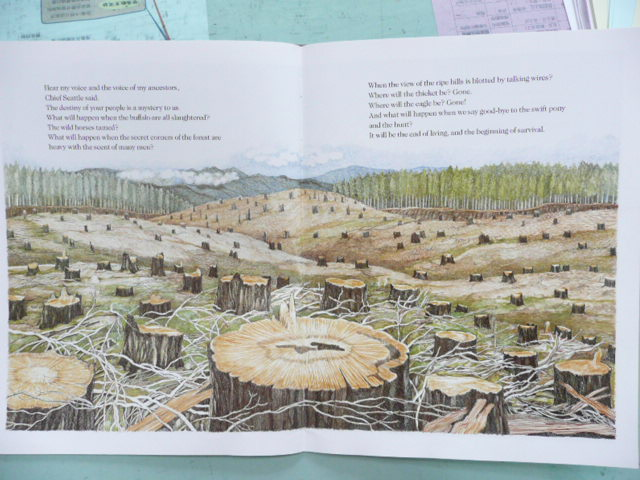 Hear my voice and the voice of my ancestors,
Chief Seattle said.
The destiny of your people is a mystery to us.
What will happen when the buffalo are all slaughtered?
The wild horses tamed?
What will happen when the secret corners of the forest are
heavy with the scent of many men?
When the view of the ripe hills is blotted by talking wires?
Where will the thicket be? Gone.
Where will the eagle be? Gone!
And what will happen when we say good-bye to the swift pony
and the hunt?
It will be the end of living, and the beginning of survival.